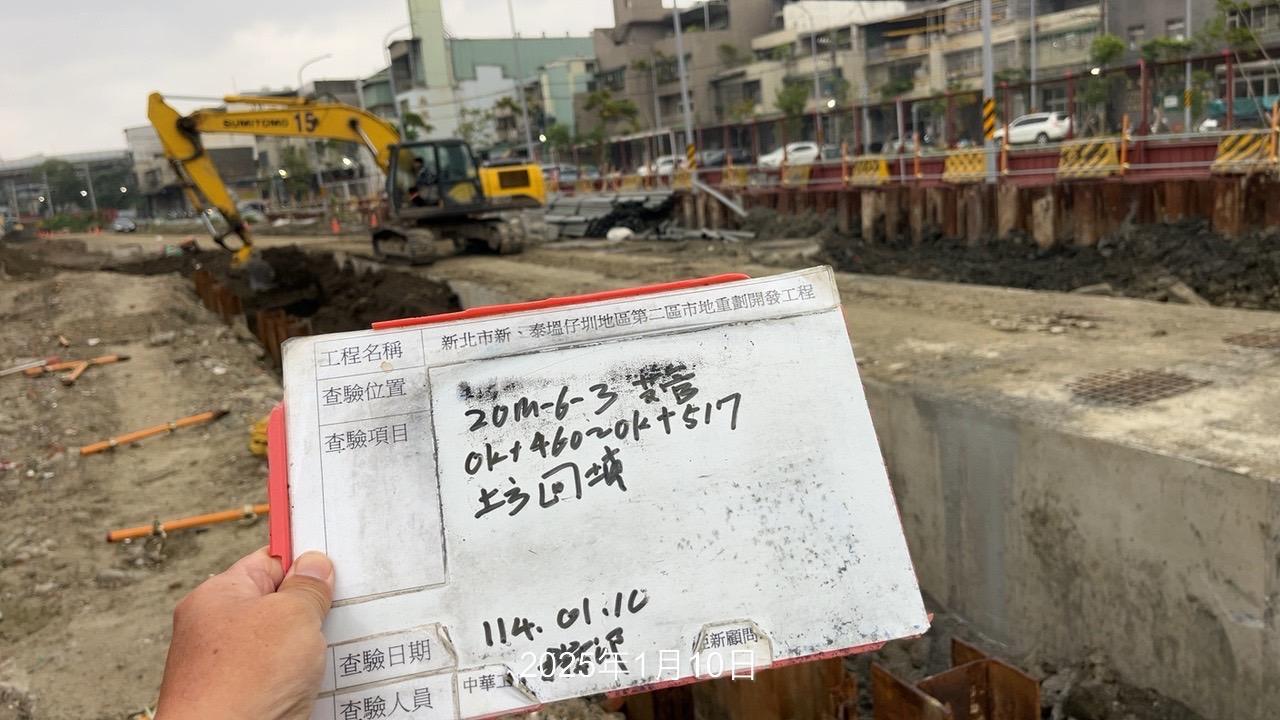 SUMITOMO 15
工程名稱 新北市新、泰塭仔圳地區第二區市地重劃開發工程
查驗位置
20M-6-3 共管
0k+460~0k+517
查驗項目
土方回填
查驗日期
114.01.10
亞新顧問
查驗人員
中華工
2025年1月10日